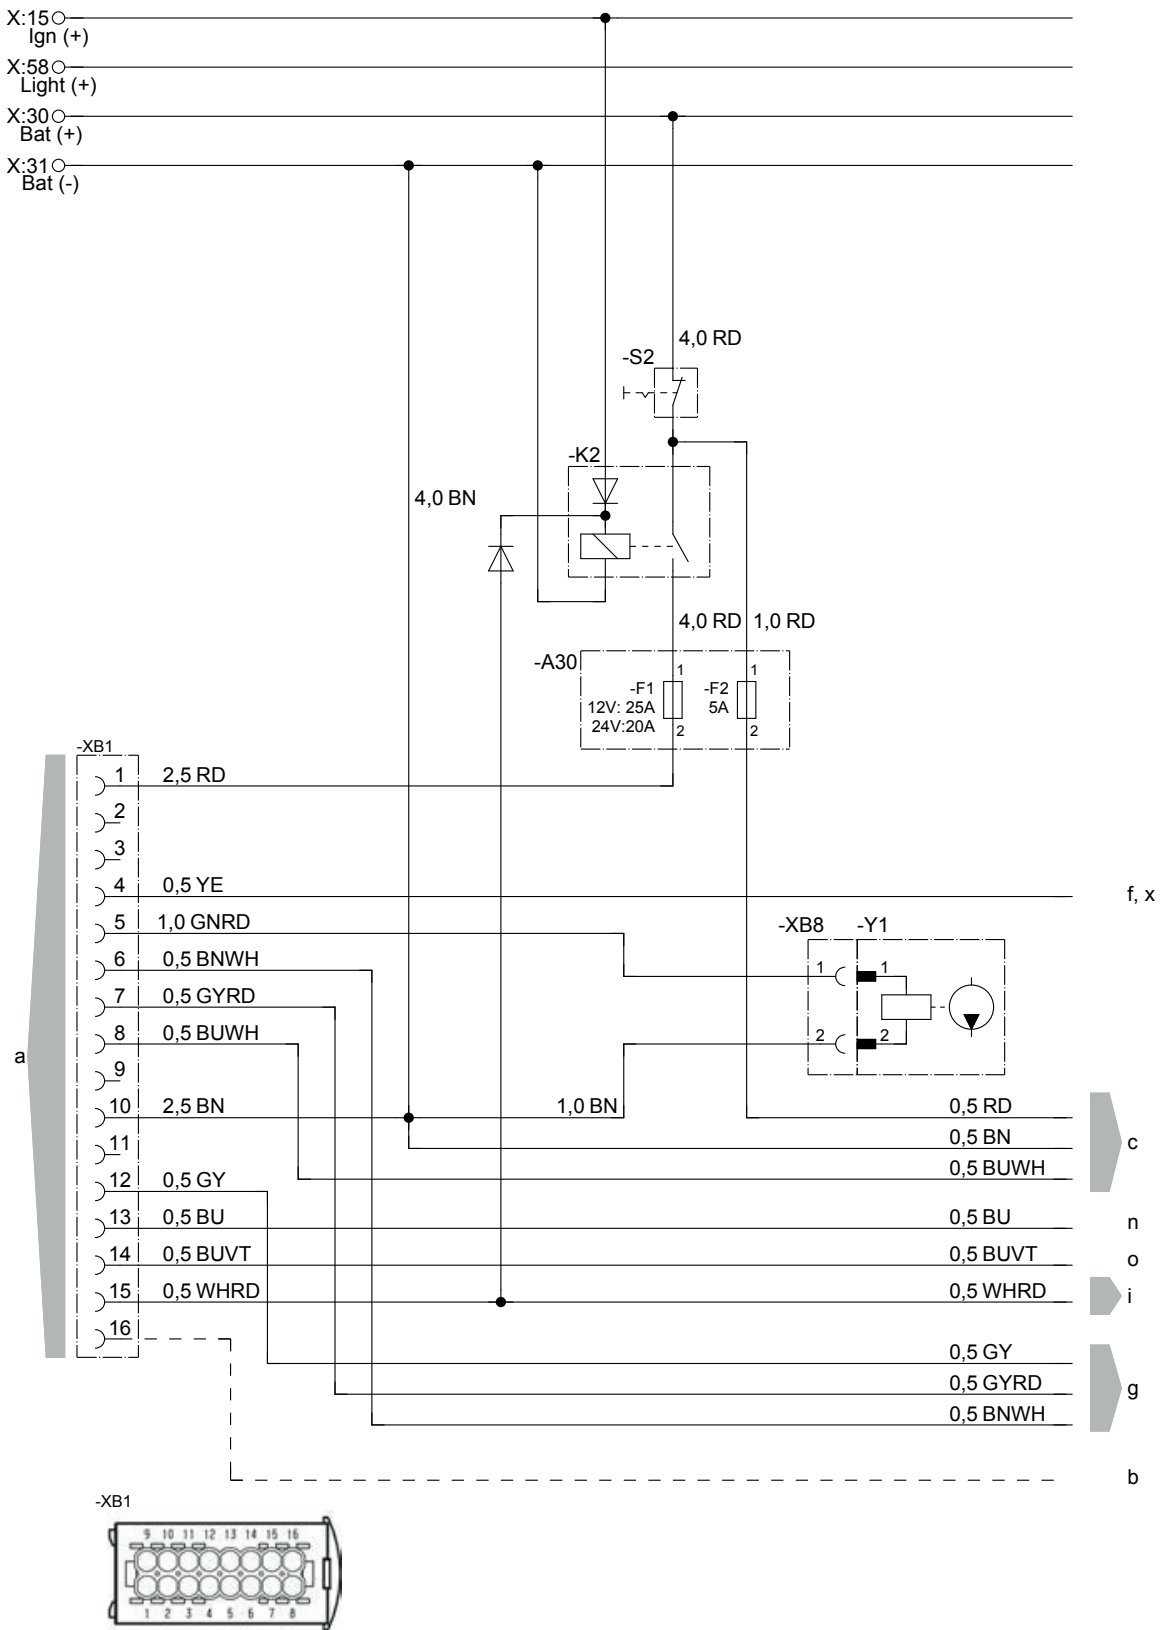 X:15
Ign (+)
X:58
Light (+)
X:30
Bat (+)
X:31
Bat (-)
4,0 RD
-S2
-K2
4,0 BN
4,0 RD
1,0 RD
-A30
1
1
-F1
12V: 25A
24V:20A
-F2
5A
2
2
-XB1
1 2,5 RD
2
3
4 0,5 YE f, x
5 1,0 GNRD
-XB8 -Y1
6 0,5 BNWH
1 1
7 0,5 GYRD
8 0,5 BUWH
2 2
a
9
10 2,5 BN 1,0 BN 0,5 RD
11 0,5 BN c
0,5 BUWH
12 0,5 GY
13 0,5 BU 0,5 BU n
14 0,5 BUVT 0,5 BUVT o
15 0,5 WHRD 0,5 WHRD i
16
0,5 GY
0,5 GYRD g
0,5 BNWH
b
-XB1
9 10 11 12 13 14 15 16
1 2 3 4 5 6 7 8